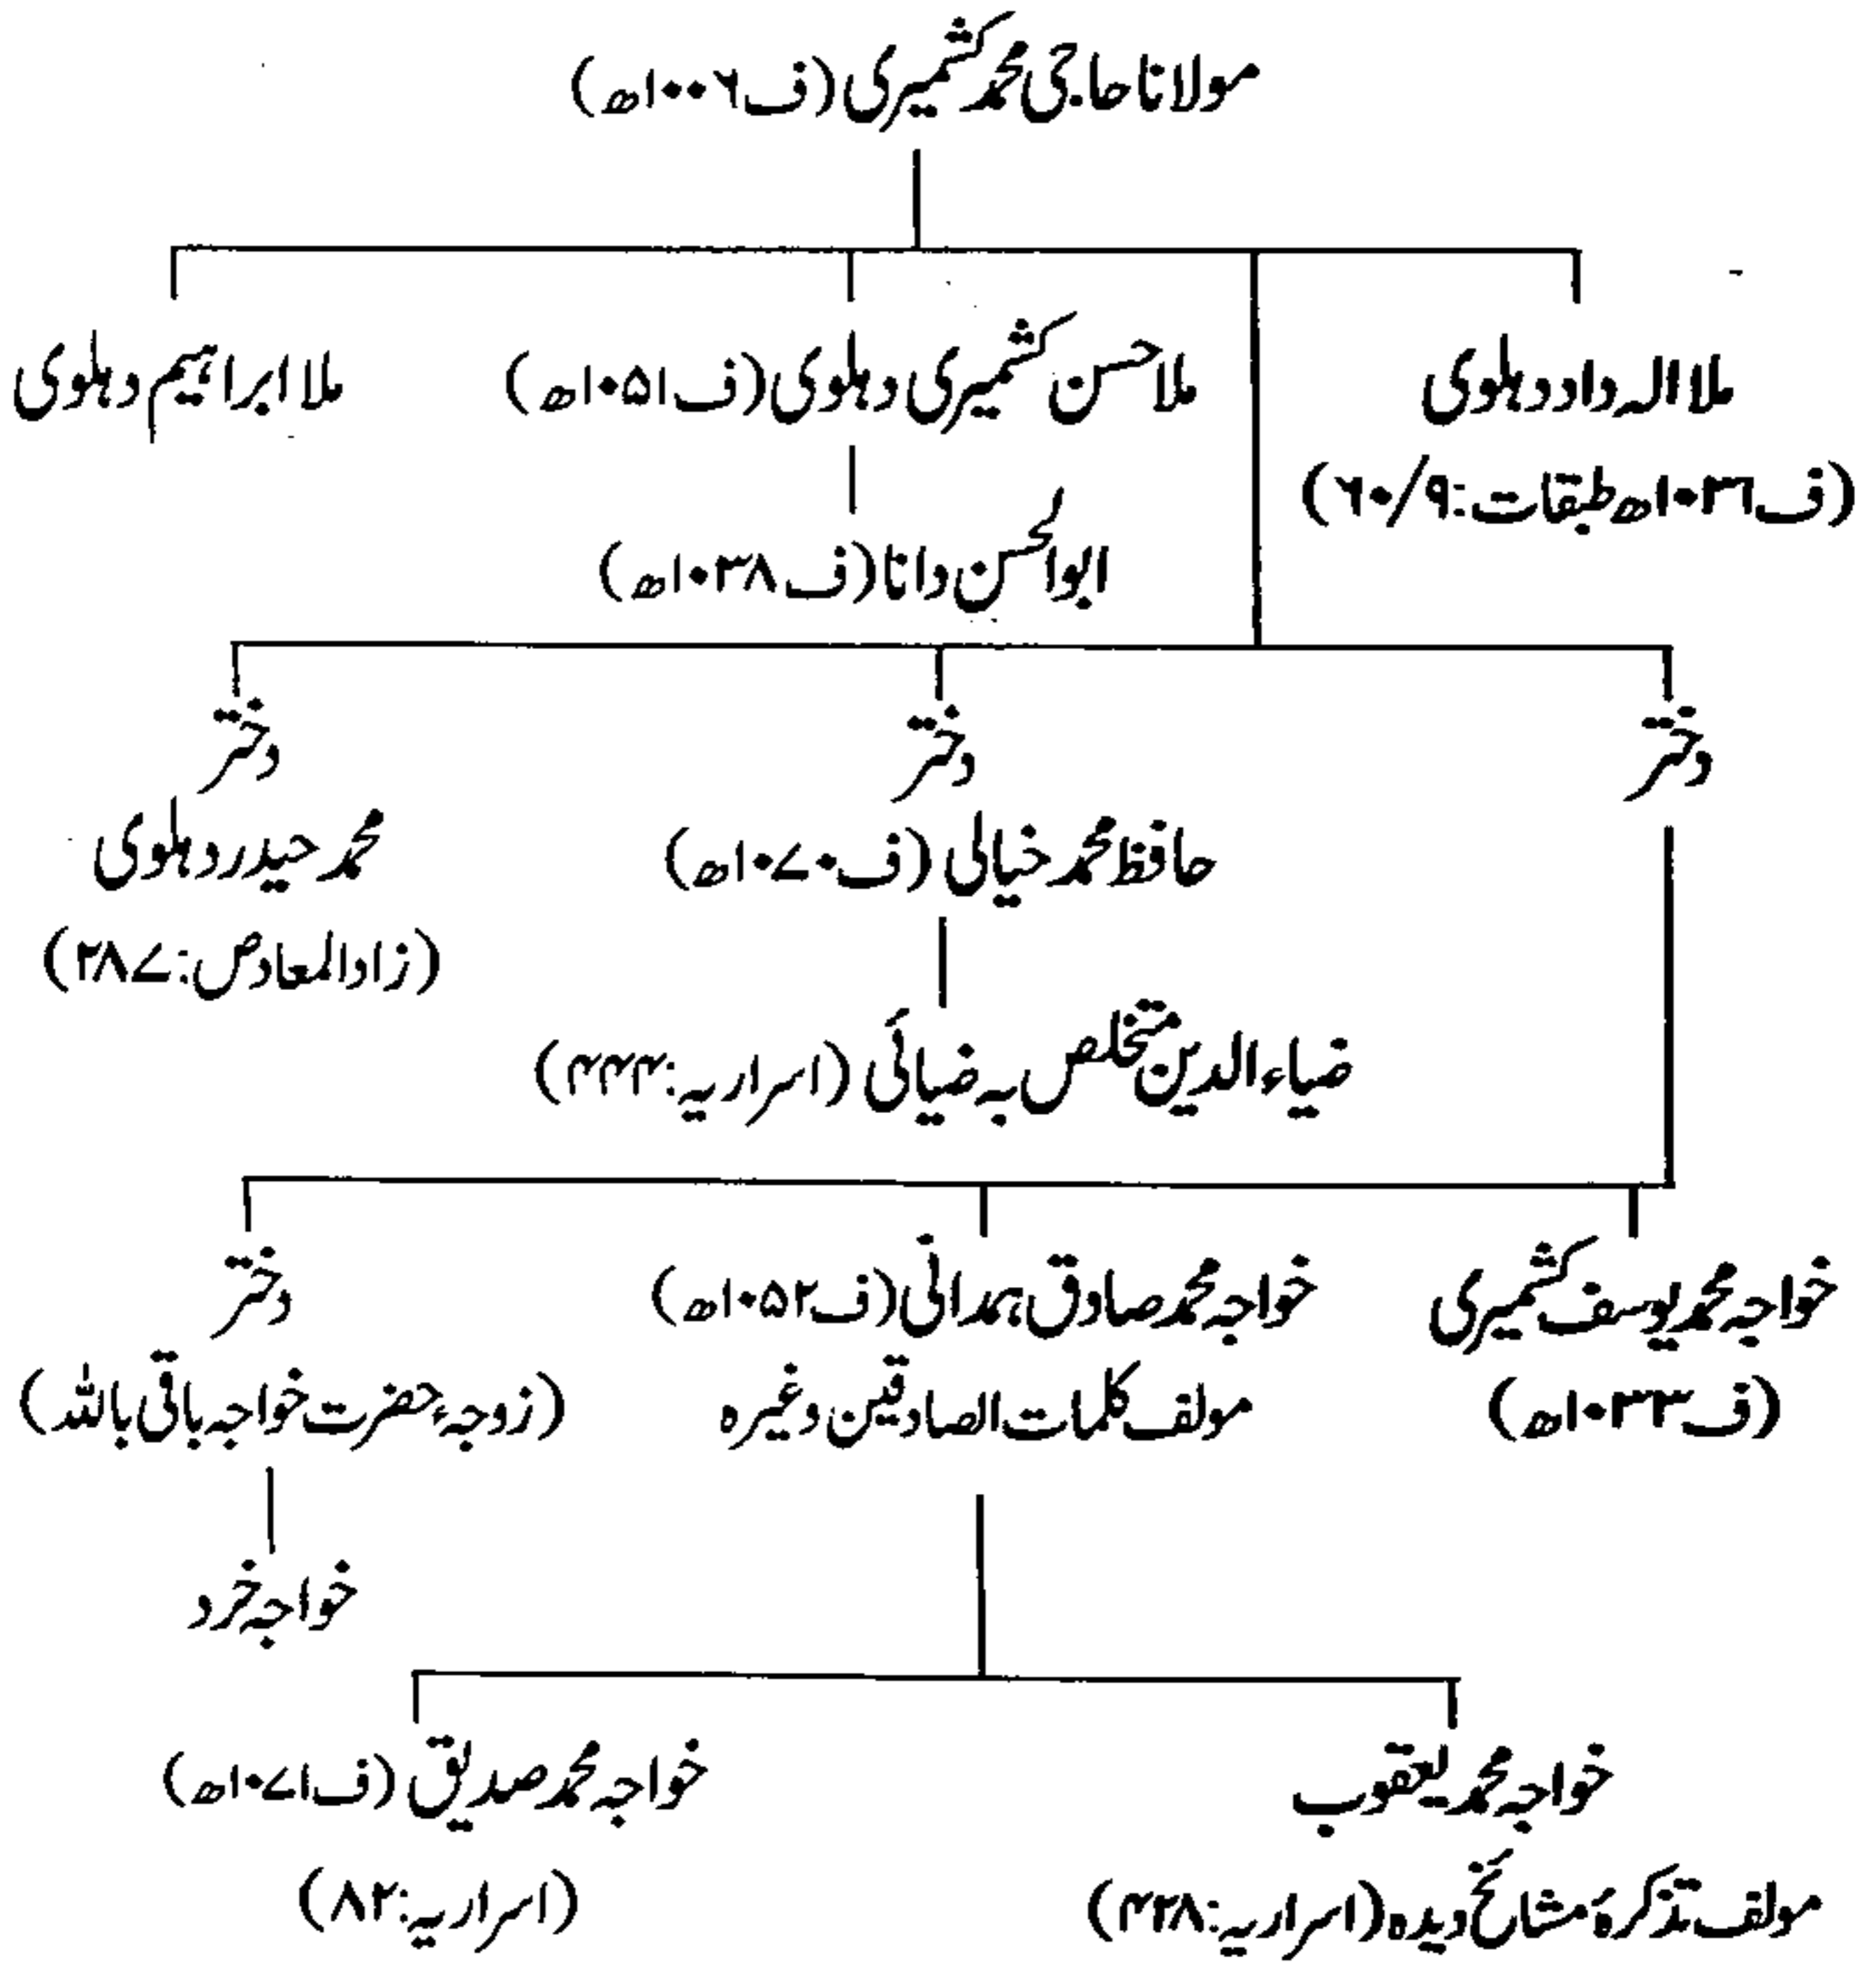 مولانا حاجی محمد کشمیری (ف ۱۰۰۶ھ)
ملا الہ داد دہلوی
(ف ۱۰۳۶ھ طبقات: ۹/۶۰)
ملا حسن کشمیری دہلوی (ف ۱۰۵۱ھ)
ملا ابراہیم دہلوی
ابوالحسن دانا (ف ۱۰۳۸ھ)
دختر
دختر
حافظ محمد خیالی (ف ۱۰۷۰ھ)
دختر
محمد حیدر دہلوی
(زاد المعاد ص: ۲۸۷)
ضیاء الدین متخلص بہ ضیائی (اسراریہ: ۴۴۴)
خواجہ محمد یوسف کشمیری
(ف ۱۰۳۳ھ)
خواجہ محمد صادق ہمدانی (ف ۱۰۵۲ھ)
مولف کلمات الصادقین وغیرہ
دختر
(زوجہء حضرت خواجہ باقی باللہ)
خواجہ خرد
خواجہ محمد یعقوب
مولف تذکرۂ مشائخ دیدہ (اسراریہ: ۴۲۸)
خواجہ محمد صدیق (ف ۱۰۷۱ھ)
(اسراریہ: ۸۲)